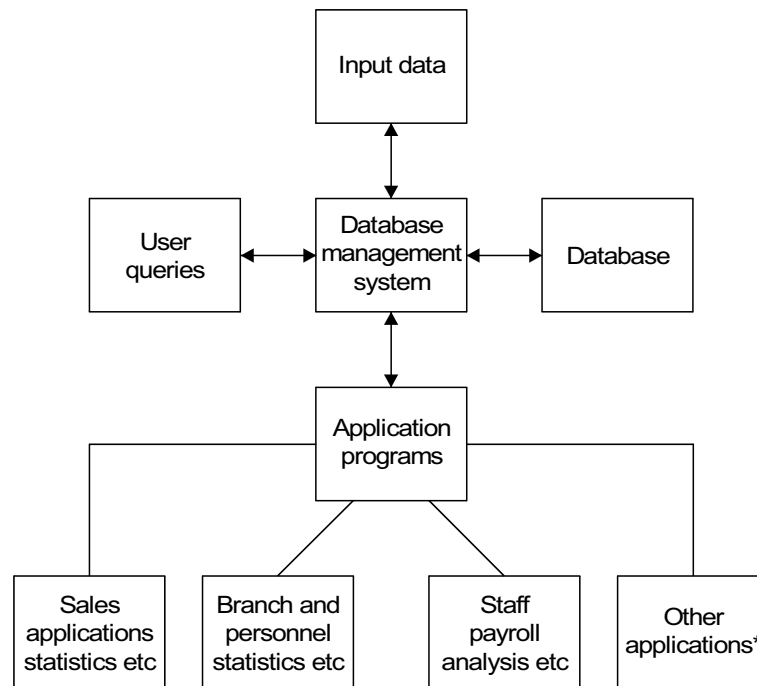 Input data
User
queries
Database
management
system
Database
Application
programs
Sales
applications
statistics etc
Branch and
personnel
statistics etc
Staff
payroll
analysis etc
Other
applications*